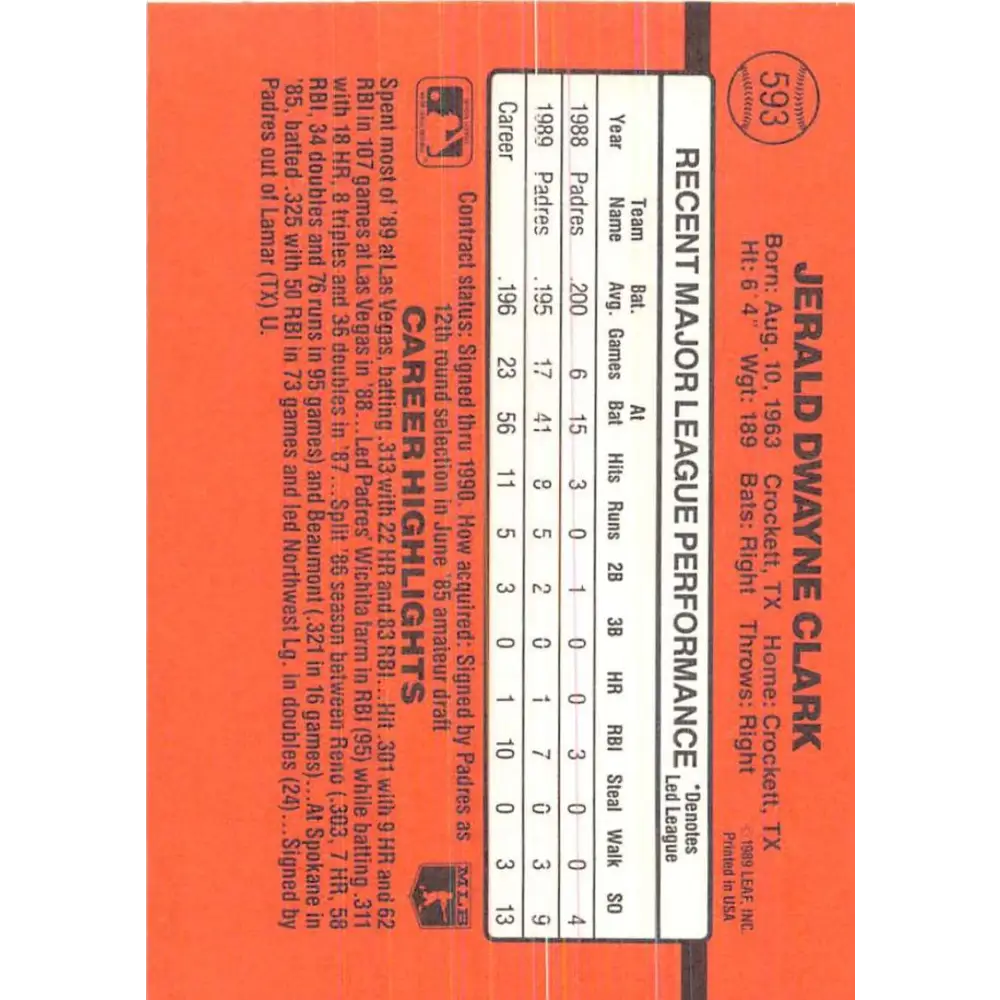 593
JERALD DWAYNE CLARK
Born: Aug. 10, 1963 Crockett, TX Home: Crockett, TX
Ht: 6' 4" Wgt: 189 Bats: Right Throws: Right
©1989 LEAF, INC.
Printed in USA
RECENT MAJOR LEAGUE PERFORMANCE *Denotes Led League
Year Team Name Bat. Avg. Games At Bat Hits Runs 2B 3B HR RBI Steal Walk SO
1988 Padres .200 6 15 3 0 1 0 0 3 0 0 4
1989 Padres .195 17 41 8 5 2 0 1 7 0 3 9
Career .196 23 56 11 5 3 0 1 10 0 3 13
Contract status: Signed thru 1990. How acquired: Signed by Padres as
12th round selection in June '85 amateur draft
MLB
CAREER HIGHLIGHTS
Spent most of '89 at Las Vegas, batting .313 with 22 HR and 83 RBI...Hit .301 with 9 HR and 62
RBI in 107 games at Las Vegas in '88...Led Padres' Wichita farm in RBI (95) while batting .311
with 18 HR, 8 triples and 36 doubles in '87...Split '86 season between Reno (.303, 7 HR, 58
RBI, 34 doubles and 76 runs in 95 games) and Beaumont (.321 in 16 games)...At Spokane in
'85, batted .325 with 50 RBI in 73 games and led Northwest Lg. in doubles (24)...Signed by
Padres out of Lamar (TX) U.